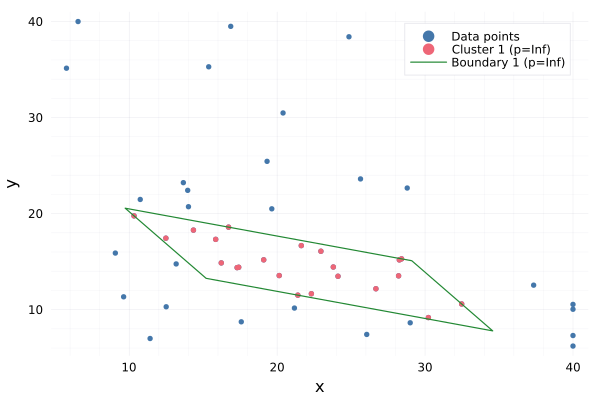 40
Data points
Cluster 1 (p=Inf)
Boundary 1 (p=Inf)
30
y
20
10
10 20 30 40
x